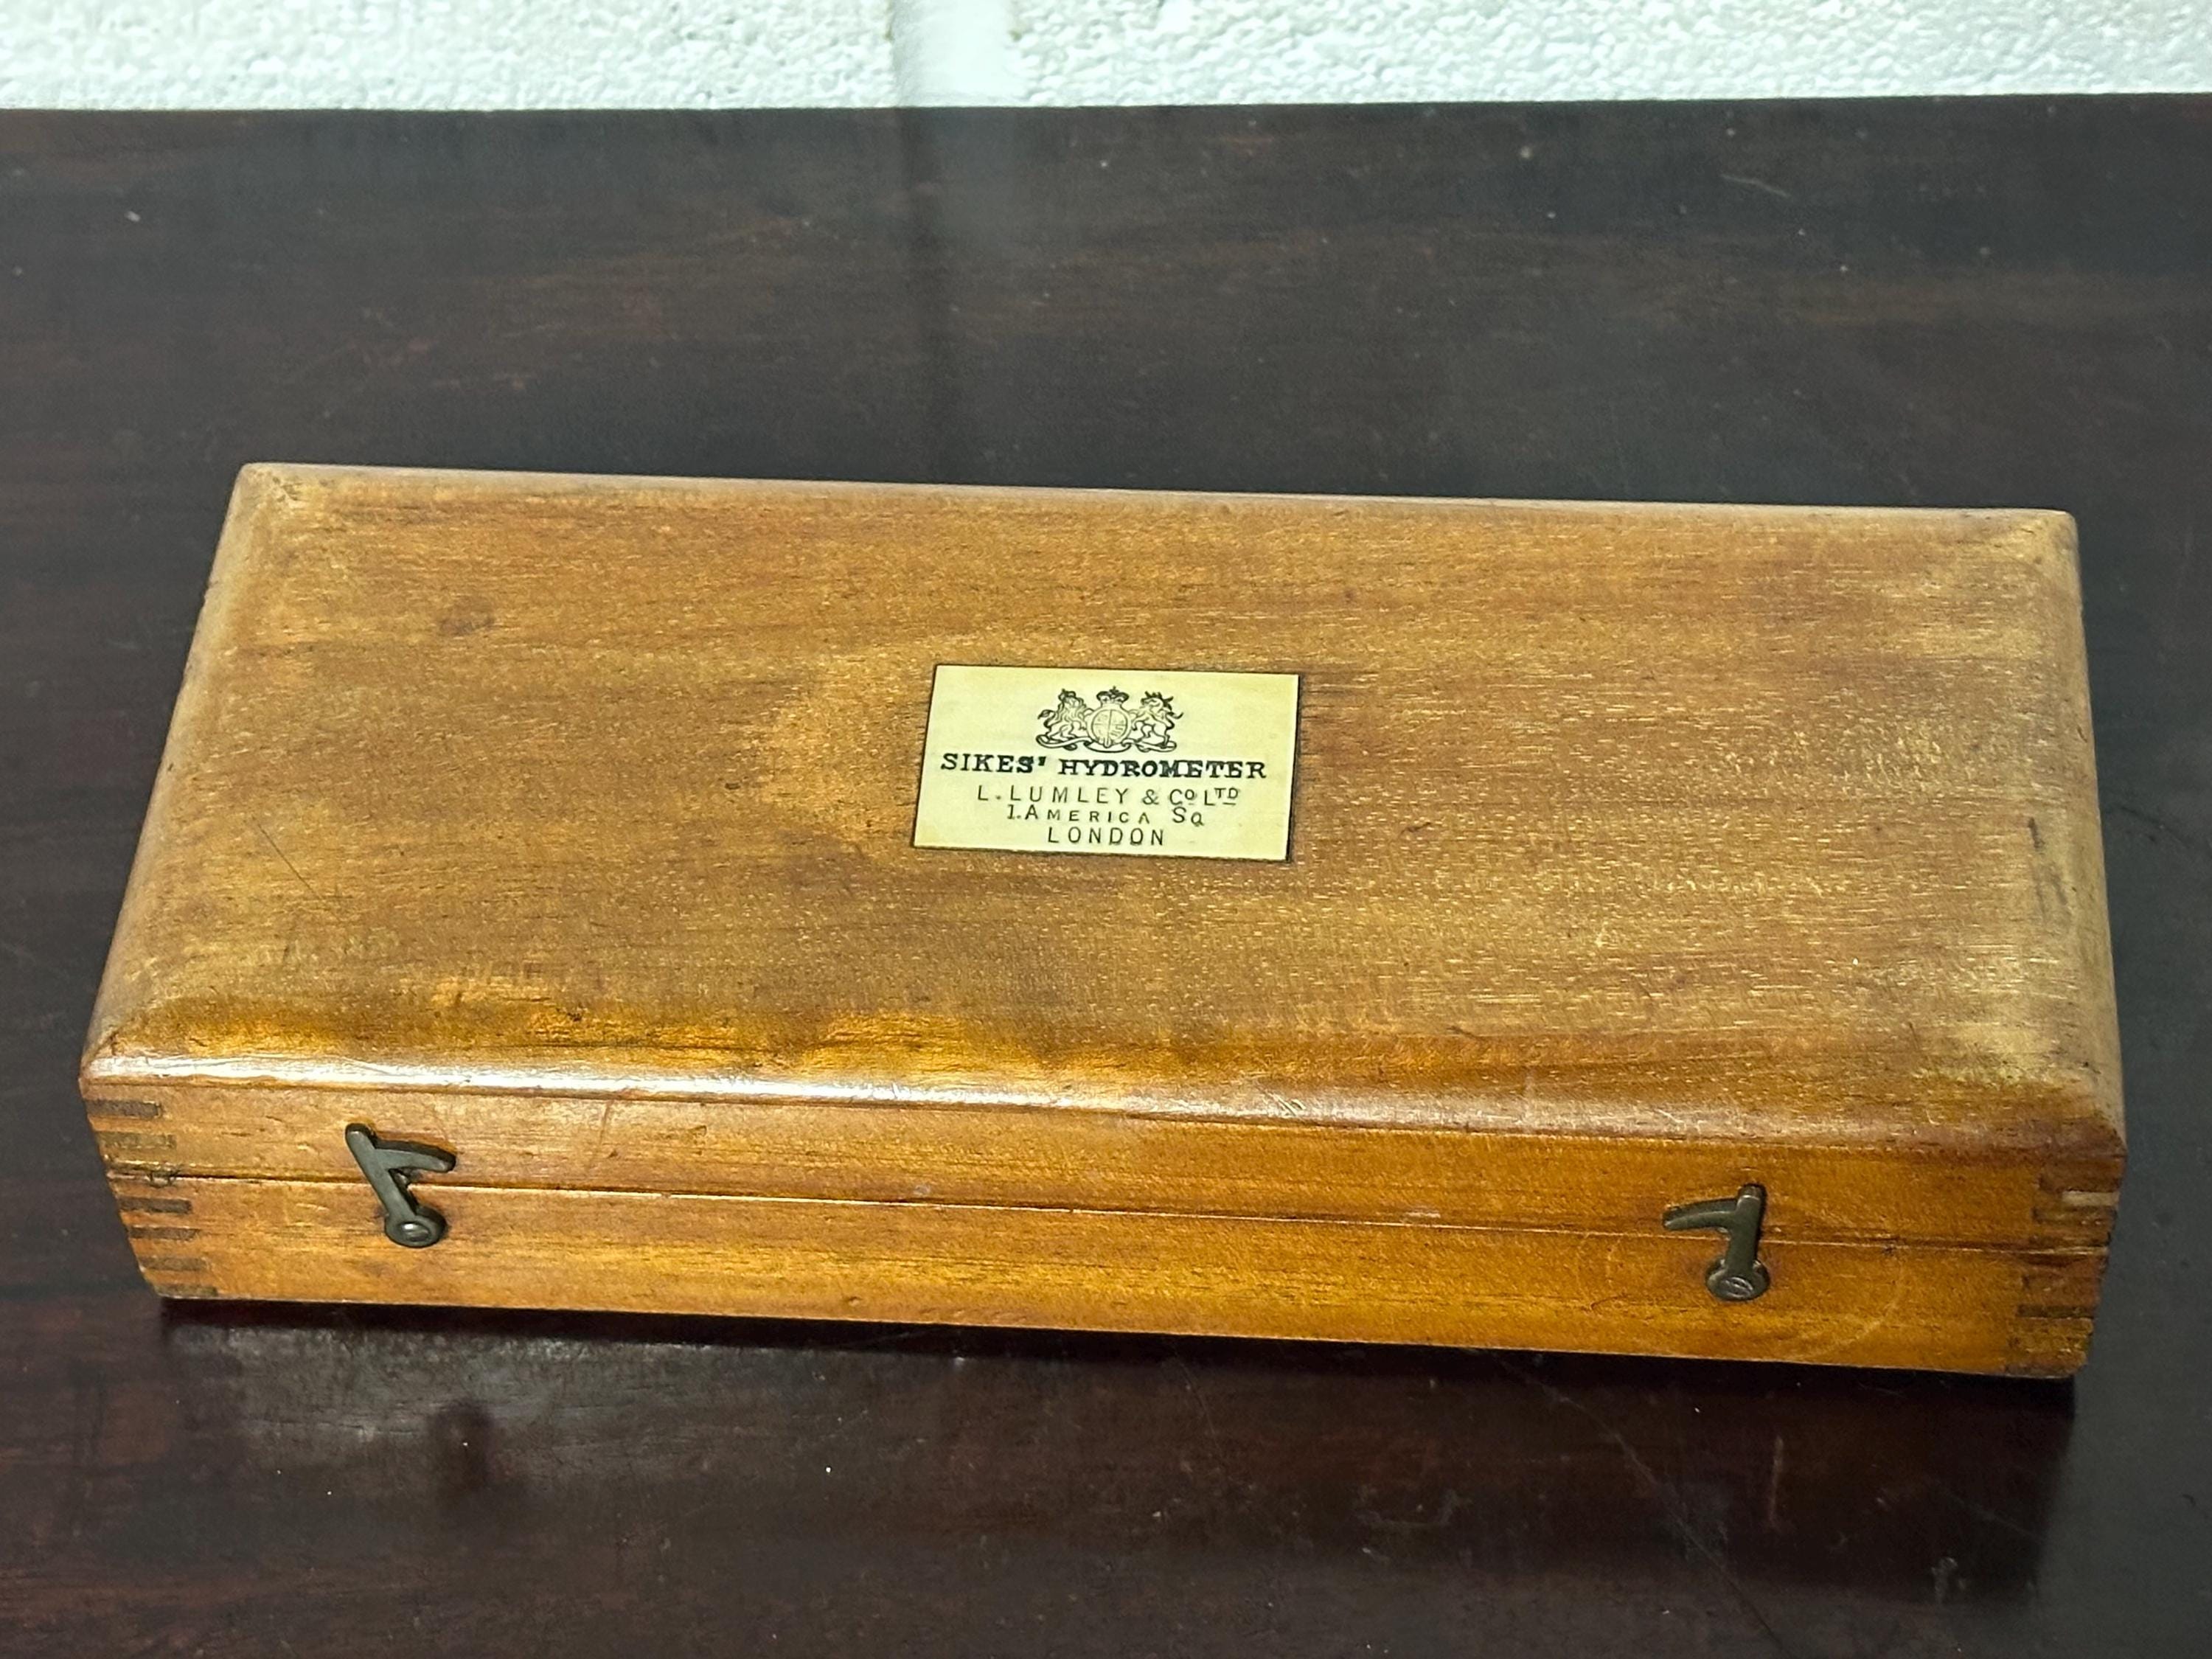 SIKES' HYDROMETER
L. LUMLEY & Cº LTD
1. AMERICA SQ
LONDON